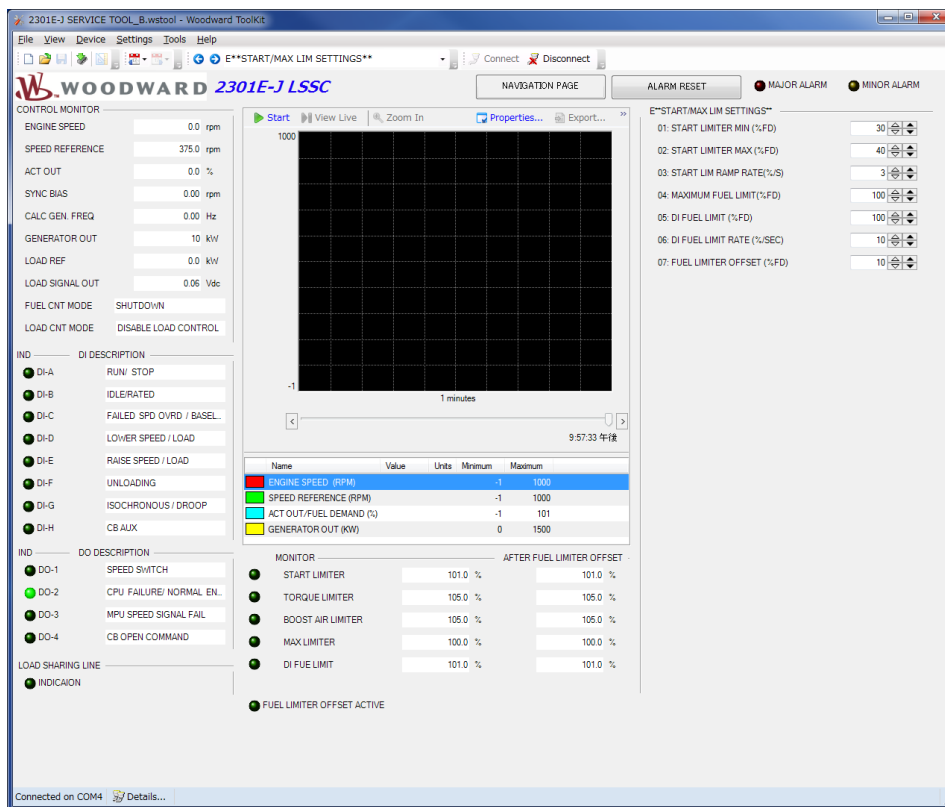 2301E-J SERVICE TOOL_B.wstool - Woodward ToolKit
File View Device Settings Tools Help
E**START/MAX LIM SETTINGS** Connect Disconnect
WOODWARD 2301E-J LSSC NAVIGATION PAGE ALARM RESET MAJOR ALARM MINOR ALARM
CONTROL MONITOR
ENGINE SPEED 0.0 rpm
SPEED REFERENCE 375.0 rpm
ACT OUT 0.0 %
SYNC BIAS 0.00 rpm
CALC GEN. FREQ 0.00 Hz
GENERATOR OUT 10 kW
LOAD REF 0.0 kW
LOAD SIGNAL OUT 0.06 Vdc
FUEL CNT MODE SHUTDOWN
LOAD CNT MODE DISABLE LOAD CONTROL
IND DI DESCRIPTION
DI-A RUN/ STOP
DI-B IDLE/RATED
DI-C FAILED SPD OVRD / BASEL...
DI-D LOWER SPEED / LOAD
DI-E RAISE SPEED / LOAD
DI-F UNLOADING
DI-G ISOCHRONOUS / DROOP
DI-H CB AUX
IND DO DESCRIPTION
DO-1 SPEED SWITCH
DO-2 CPU FAILURE/ NORMAL EN...
DO-3 MPU SPEED SIGNAL FAIL
DO-4 CB OPEN COMMAND
LOAD SHARING LINE
INDICAION
Start View Live Zoom In Properties... Export... »
1000
-1
1 minutes
< >
9:57:33 午後
Name Value Units Minimum Maximum
ENGINE SPEED (RPM) -1 1000
SPEED REFERENCE (RPM) -1 1000
ACT OUT/FUEL DEMAND (%) -1 101
GENERATOR OUT (KW) 0 1500
MONITOR AFTER FUEL LIMITER OFFSET
START LIMITER 101.0 % 101.0 %
TORQUE LIMITER 105.0 % 105.0 %
BOOST AIR LIMITER 105.0 % 105.0 %
MAX LIMITER 100.0 % 100.0 %
DI FUE LIMIT 101.0 % 101.0 %
FUEL LIMITER OFFSET ACTIVE
E**START/MAX LIM SETTINGS**
01: START LIMITER MIN (%FD) 30
02: START LIMITER MAX (%FD) 40
03: START LIM RAMP RATE(%/S) 3
04: MAXIMUM FUEL LIMIT(%FD) 100
05: DI FUEL LIMIT (%FD) 100
06: DI FUEL LIMIT RATE (%/SEC) 10
07: FUEL LIMITER OFFSET (%FD) 10
Connected on COM4 Details...